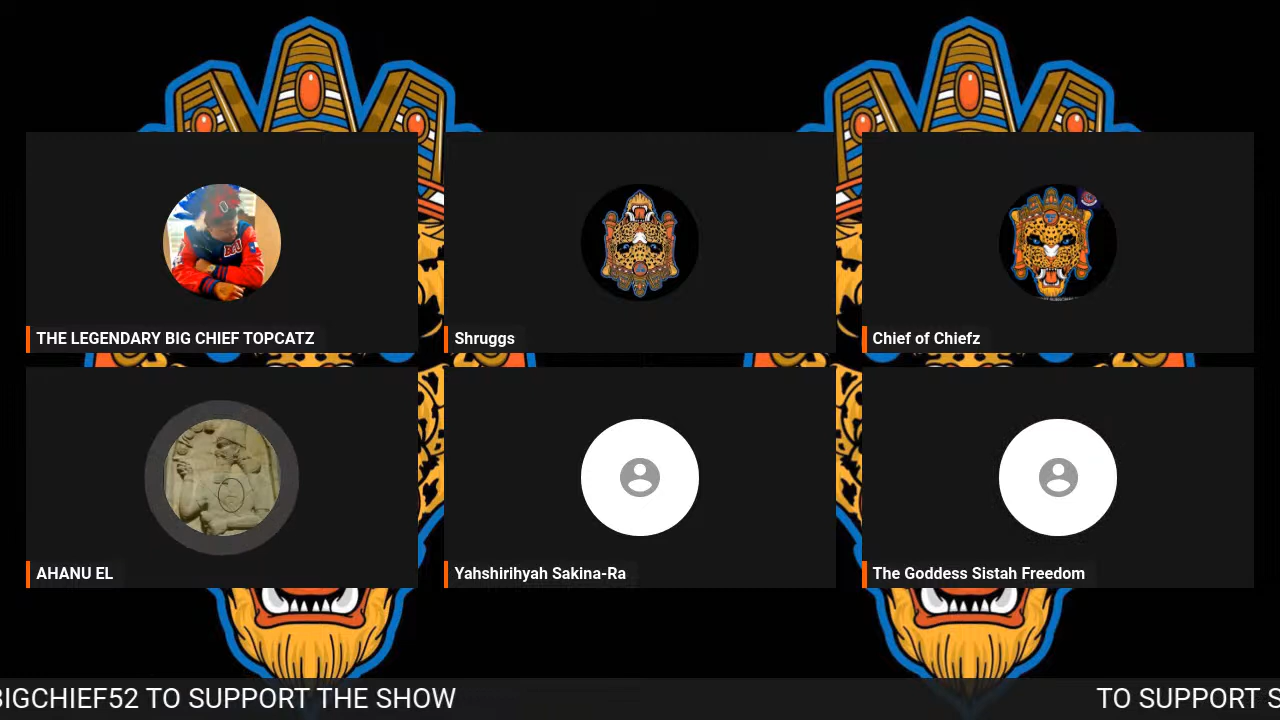 THE LEGENDARY BIG CHIEF TOPCATZ
Shruggs
Chief of Chiefz
AHANU EL
Yahshirihyah Sakina-Ra
The Goddess Sistah Freedom
BIGCHIEF52 TO SUPPORT THE SHOW
TO SUPPORT S